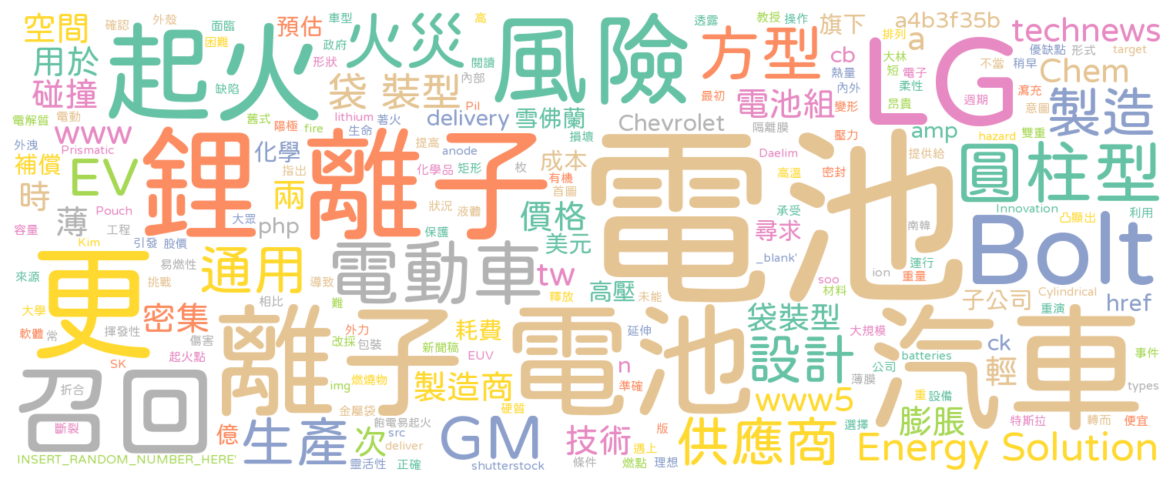 空間
用於
碰撞
確認
外殼
起火
面臨
困難
缺陷
預估
形狀
車型
政府
火災
袋 裝型
閱讀
高
內部
風險
方型
旗下
透露
教授
操作
cb
a4b3f35b
a
排列
優缺點
形式
target
technews
大林
稍早
不當
短
電子
柔性
熱量
內外
最初
電池組
變形
昂貴
LG
週期
瀉充
意圖
Chem
製造
電解質
電動
舊式
陽極
fire
lithium
生命
著火
Pil
delivery
雪佛蘭
損壞
Chevrolet
隔離膜
壓力
amp
hazard
雙重
提供給
圓柱型
www
外洩
Prismatic
補償
EV
化學
鋰離子
指出
提高
anode
化學品
矩形
枚
成本
有機
首圖
電池
Daelim
高溫
密封
承受
時
薄
Pouch
兩
容量
工程
大眾
php
狀況
液體
保護
價格
美元
尋求
南韓
Innovation
凸顯出
利用
Kim
引發
股價
來源
易燃性
挑戰
更
通用
相比
導致
難
電動車
tw
釋放
未能
高壓
_blank'
soo
材料
ion
運行
重量
Bolt
子公司
Cylindrical
重演
href
大學
揮發性
傷害
軟體
常
密集
SK
起火點
離子
電池
外力
改採
包裝
耗費
新聞稿
EUV
延伸
袋裝型
大規模
設計
ck
輕
汽車
batteries
公司
事件
types
召回
折合
斷裂
img
燃燒物
金屬袋
製造商
硬質
n
準確
薄膜
www5
重
設備
膨脹
特斯拉
轉而
便宜
選擇
INSERT_RANDOM_NUMBER_HERE'
億
生產
次
飽電易起火
src
deliver
靈活性
正確
GM
shutterstock
技術
版
遇上
條件
燃點
理想
供應商
Energy Solution